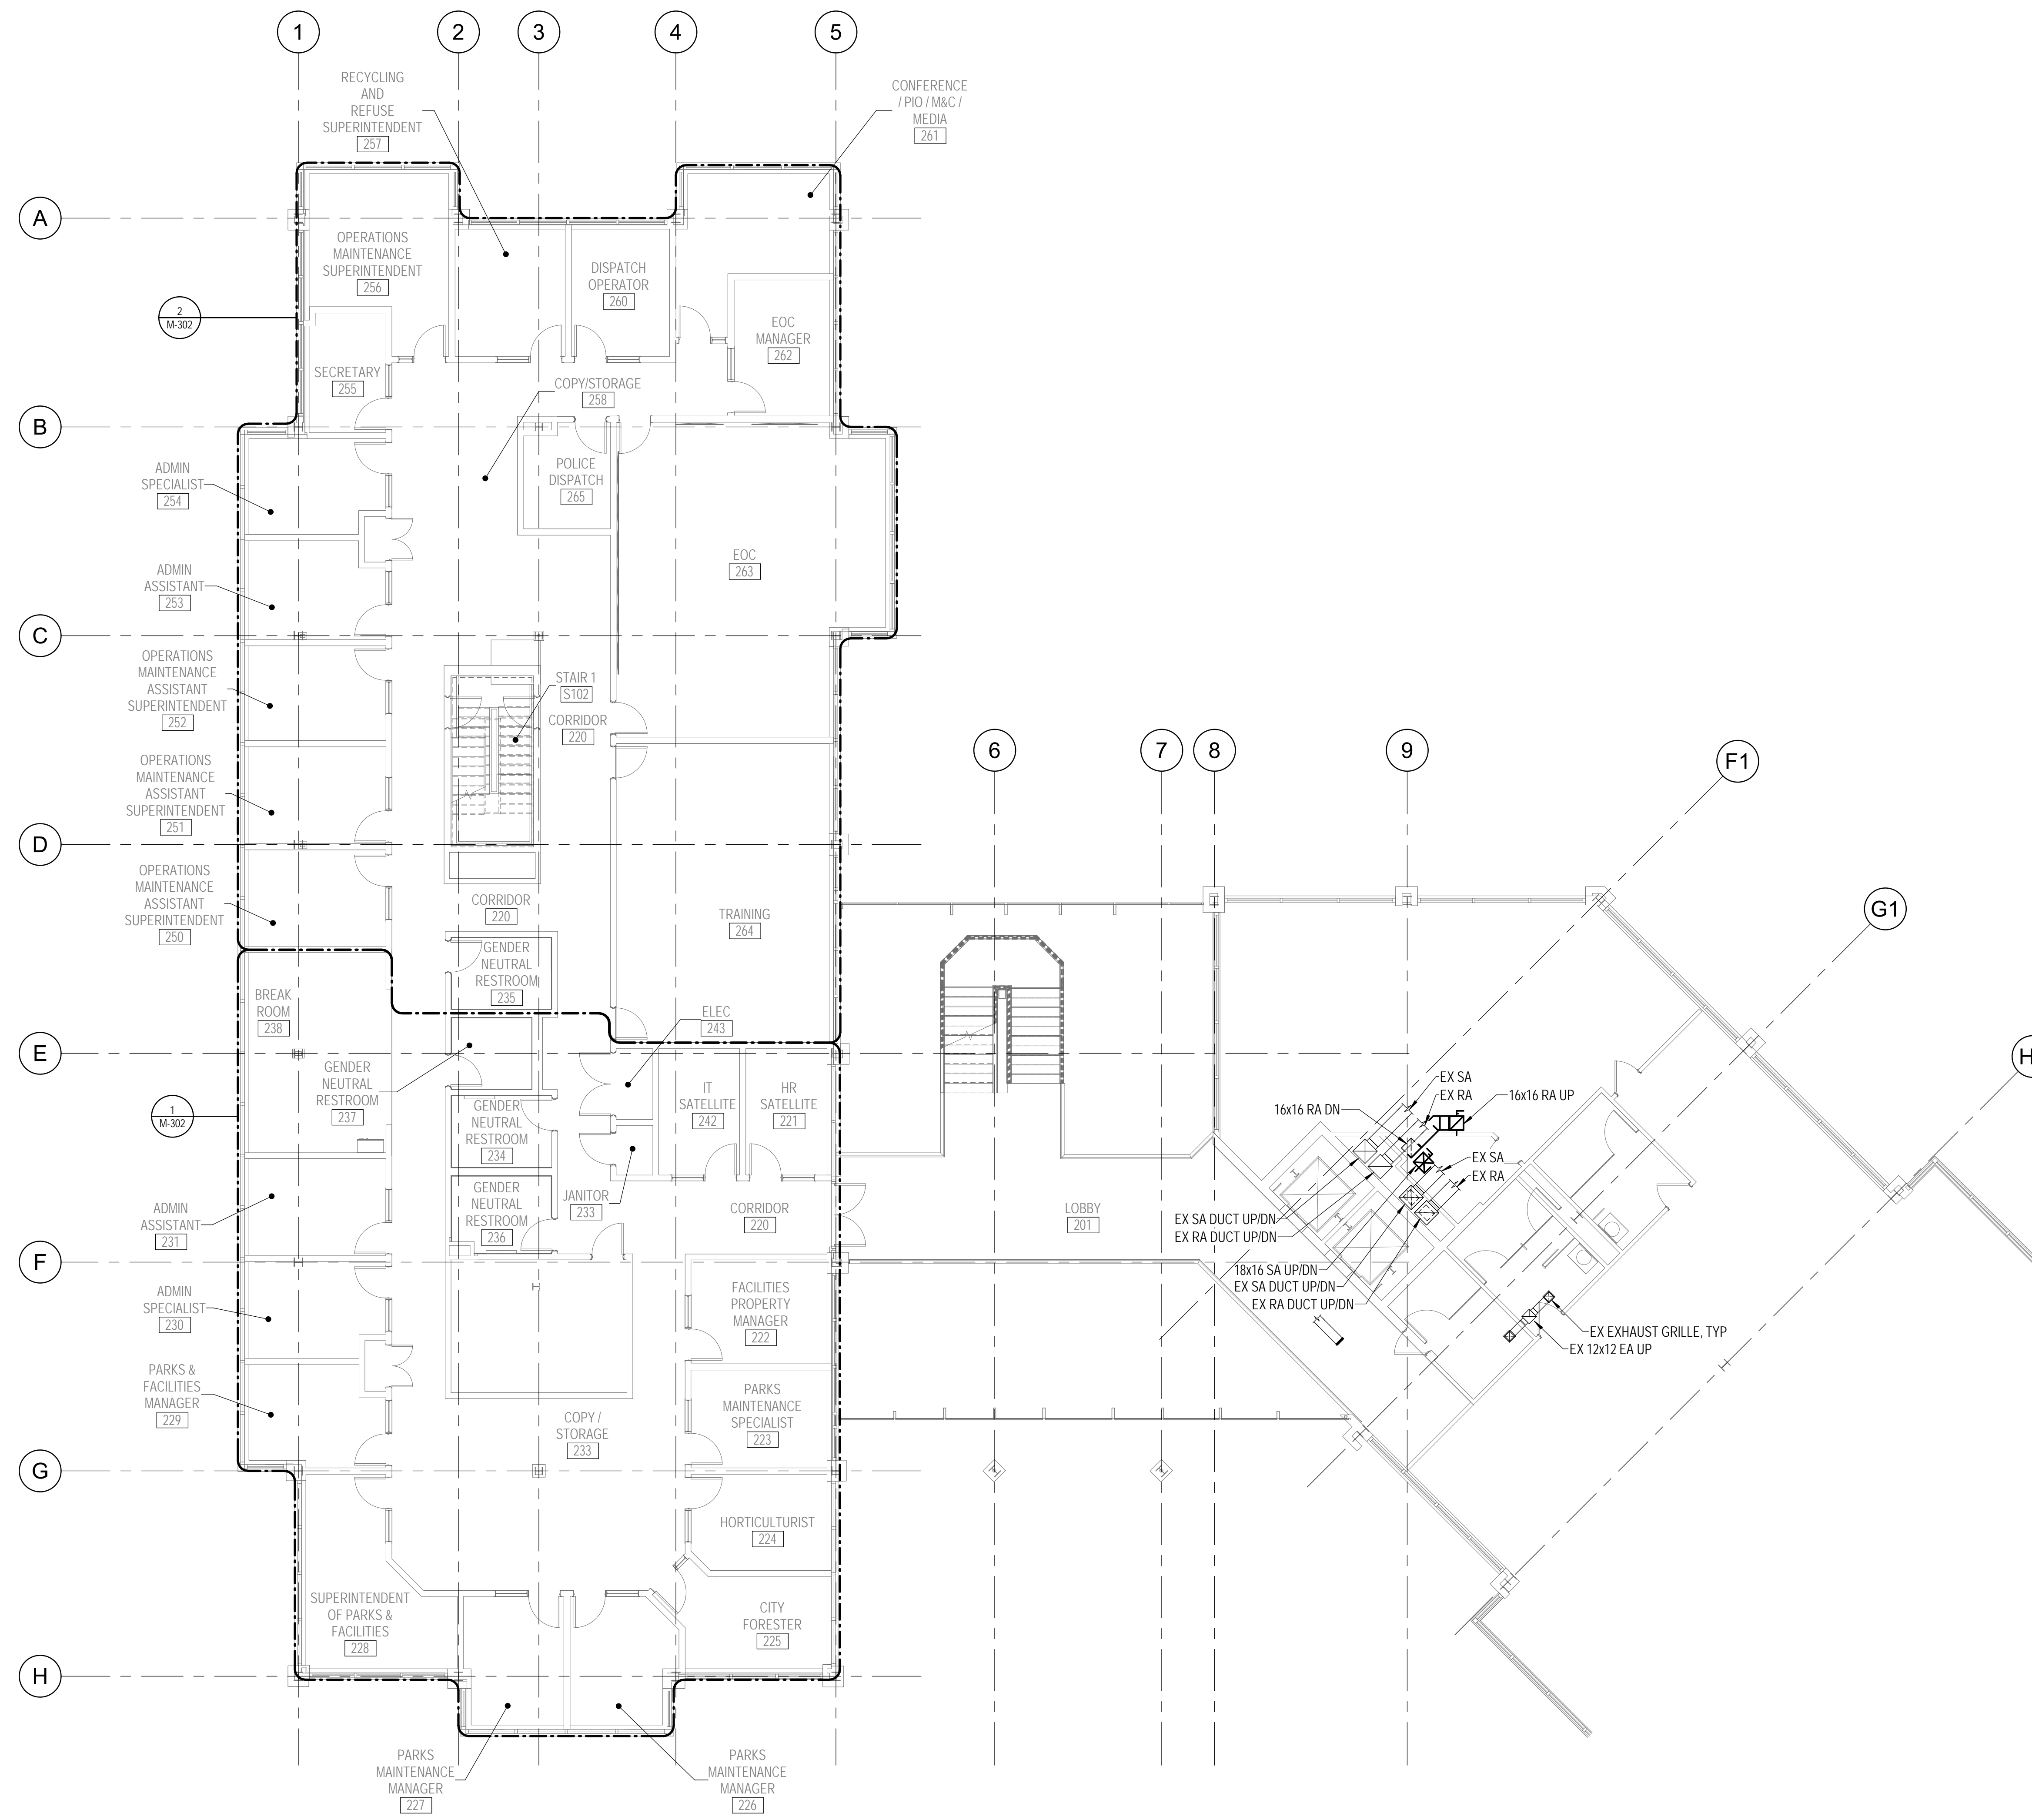 1
2
3
4
5
RECYCLING
AND
REFUSE
SUPERINTENDENT
257
CONFERENCE
/ PIO / M&C /
MEDIA
261
A
OPERATIONS
MAINTENANCE
SUPERINTENDENT
256
DISPATCH
OPERATOR
260
2
M-302
EOC
MANAGER
262
SECRETARY
255
COPY/STORAGE
258
B
ADMIN
SPECIALIST
254
POLICE
DISPATCH
265
ADMIN
ASSISTANT
253
EOC
263
C
OPERATIONS
MAINTENANCE
ASSISTANT
SUPERINTENDENT
252
STAIR 1
S102
CORRIDOR
220
6
7
8
9
F1
OPERATIONS
MAINTENANCE
ASSISTANT
SUPERINTENDENT
251
D
OPERATIONS
MAINTENANCE
ASSISTANT
SUPERINTENDENT
250
CORRIDOR
220
TRAINING
264
G1
GENDER
NEUTRAL
RESTROOM
235
BREAK
ROOM
238
ELEC
243
E
H
GENDER
NEUTRAL
RESTROOM
237
1
M-302
GENDER
NEUTRAL
RESTROOM
234
IT
SATELLITE
242
HR
SATELLITE
221
EX SA
EX RA
16x16 RA DN
16x16 RA UP
EX SA
EX RA
ADMIN
ASSISTANT
231
GENDER
NEUTRAL
RESTROOM
236
JANITOR
233
CORRIDOR
220
LOBBY
201
EX SA DUCT UP/DN
EX RA DUCT UP/DN
F
18x16 SA UP/DN
EX SA DUCT UP/DN
EX RA DUCT UP/DN
ADMIN
SPECIALIST
230
FACILITIES
PROPERTY
MANAGER
222
EX EXHAUST GRILLE, TYP
EX 12x12 EA UP
PARKS &
FACILITIES
MANAGER
229
PARKS
MAINTENANCE
SPECIALIST
223
COPY /
STORAGE
233
G
HORTICULTURIST
224
SUPERINTENDENT
OF PARKS &
FACILITIES
228
CITY
FORESTER
225
H
PARKS
MAINTENANCE
MANAGER
227
PARKS
MAINTENANCE
MANAGER
226